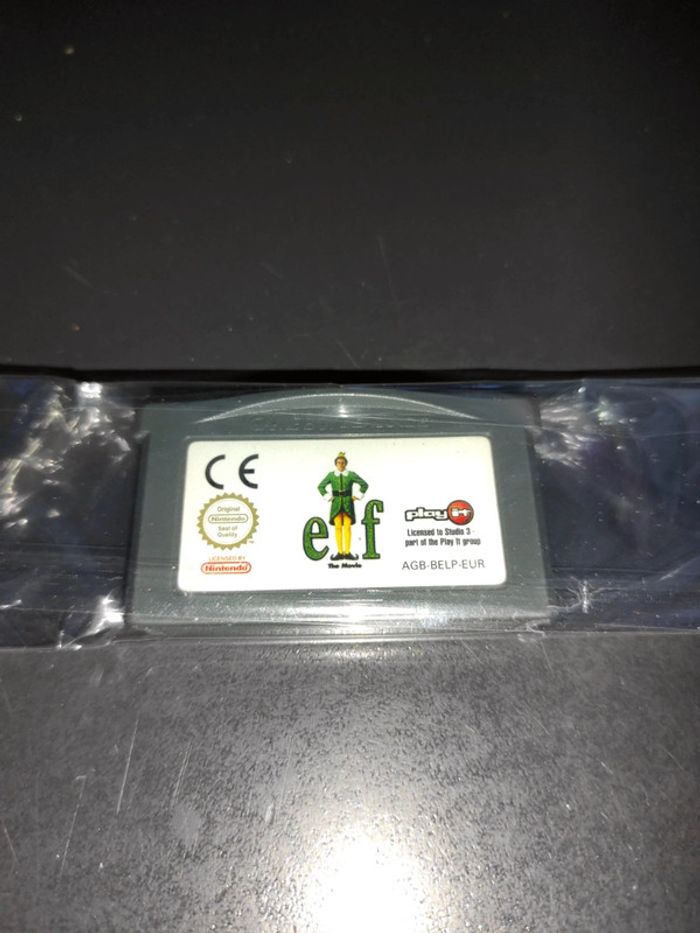 CE
Original
Nintendo
Seal of
Quality
LICENSED BY
Nintendo
elf
The Movie
play it
Licensed to Studio 3 -
part of the Play It group
AGB-BELP-EUR